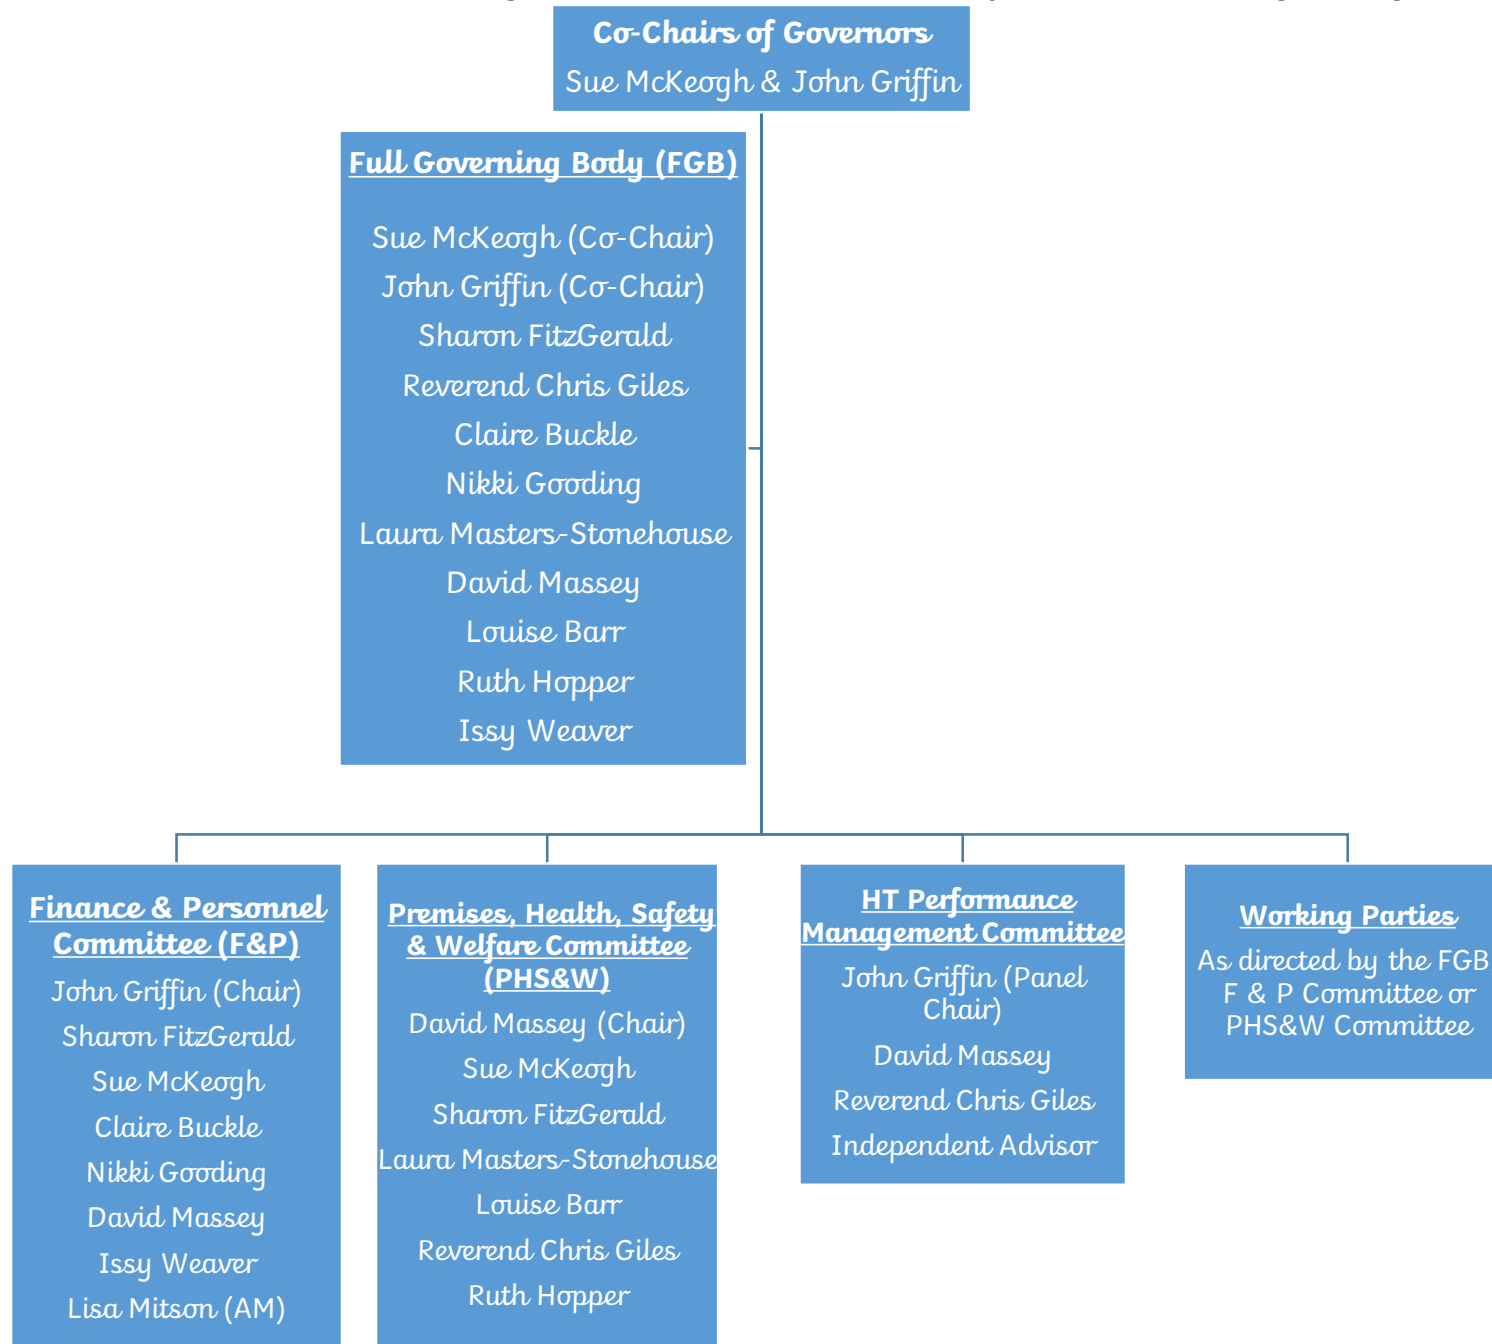 Co-Chairs of Governors
Sue McKeogh & John Griffin
Full Governing Body (FGB)
Sue McKeogh (Co-Chair)
John Griffin (Co-Chair)
Sharon FitzGerald
Reverend Chris Giles
Claire Buckle
Nikki Gooding
Laura Masters-Stonehouse
David Massey
Louise Barr
Ruth Hopper
Issy Weaver
Finance & Personnel
Committee (F&P)
John Griffin (Chair)
Sharon FitzGerald
Sue McKeogh
Claire Buckle
Nikki Gooding
David Massey
Issy Weaver
Lisa Mitson (AM)
Premises, Health, Safety
& Welfare Committee
(PHS&W)
David Massey (Chair)
Sue McKeogh
Sharon FitzGerald
Laura Masters-Stonehouse
Louise Barr
Reverend Chris Giles
Ruth Hopper
HT Performance
Management Committee
John Griffin (Panel
Chair)
David Massey
Reverend Chris Giles
Independent Advisor
Working Parties
As directed by the FGB
F & P Committee or
PHS&W Committee